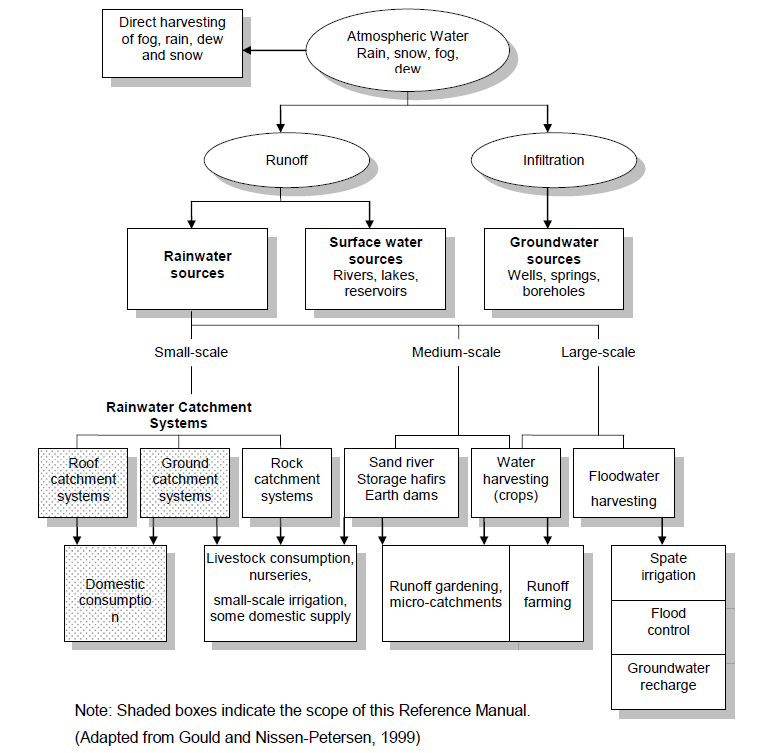 Direct harvesting
of fog, rain, dew
and snow
Atmospheric Water
Rain, snow, fog,
dew
Runoff
Infiltration
Rainwater
sources
Surface water
sources
Rivers, lakes,
reservoirs
Groundwater
sources
Wells, springs,
boreholes
Small-scale
Medium-scale
Large-scale
Rainwater Catchment
Systems
Roof
catchment
systems
Ground
catchment
systems
Rock
catchment
systems
Sand river
Storage hafirs
Earth dams
Water
harvesting
(crops)
Floodwater
harvesting
Domestic
consumptio
n
Livestock consumption,
nurseries,
small-scale irrigation,
some domestic supply
Runoff gardening,
micro-catchments
Runoff
farming
Spate
irrigation
Flood
control
Groundwater
recharge
Note: Shaded boxes indicate the scope of this Reference Manual.
(Adapted from Gould and Nissen-Petersen, 1999)